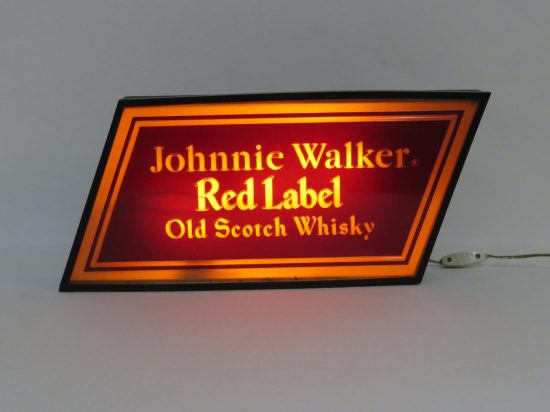 Johnnie Walker®
Red Label
Old Scotch Whisky